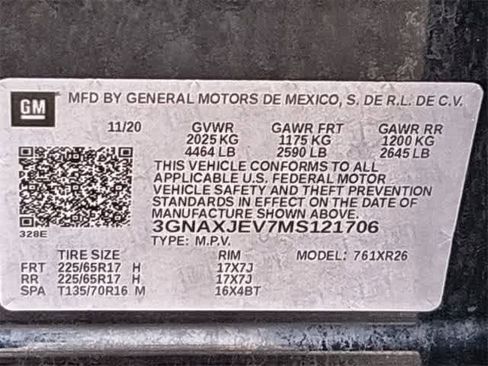 GM
MFD BY GENERAL MOTORS DE MEXICO, S. DE R.L. DE C.V.
11/20 GVWR GAWR FRT GAWR RR
2025 KG 1175 KG 1200 KG
4464 LB 2590 LB 2645 LB
THIS VEHICLE CONFORMS TO ALL
APPLICABLE U.S. FEDERAL MOTOR
VEHICLE SAFETY AND THEFT PREVENTION
STANDARDS IN EFFECT ON THE DATE OF
MANUFACTURE SHOWN ABOVE.
328E
3GNAXJEV7MS121706
TYPE: M.P.V.
TIRE SIZE RIM MODEL: 761XR26
FRT 225/65R17 H 17X7J
RR 225/65R17 H 17X7J
SPA T135/70R16 M 16X4BT